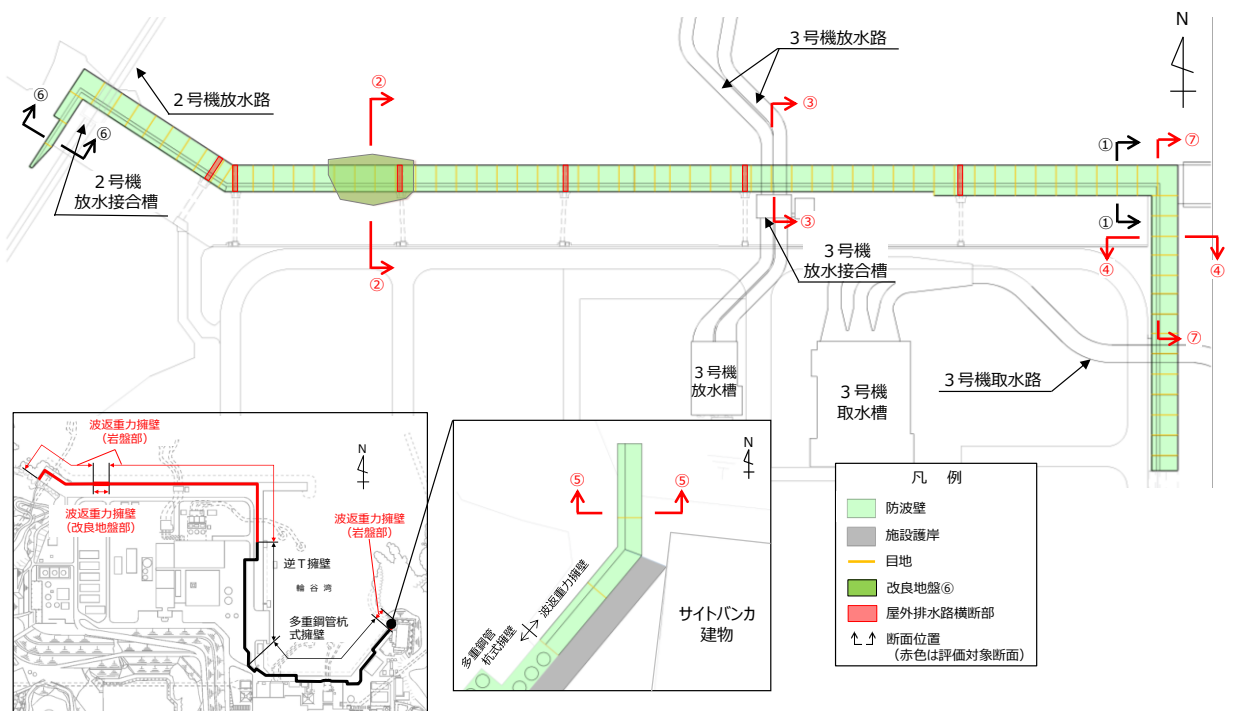 N
3号機放水路
2号機放水路
②
③
⑥
⑥
①
⑦
2号機
放水接合槽
③
①
④
④
②
3号機
放水接合槽
⑦
3号機
放水槽
3号機
取水槽
3号機取水路
波返重力擁壁
(岩盤部)
N
波返重力擁壁
(改良地盤部)
波返重力擁壁
(岩盤部)
逆T擁壁
輪谷湾
多重鋼管杭
式擁壁
N
⑤
⑤
波返重力擁壁
多重鋼管
杭式擁壁
サイトバンカ
建物
凡 例
防波壁
施設護岸
目地
改良地盤⑥
屋外排水路横断部
断面位置
(赤色は評価対象断面)